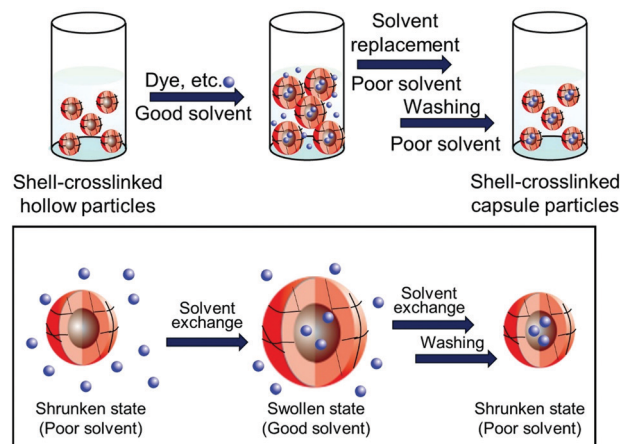 Dye, etc.
Good solvent
Solvent
replacement
Poor solvent
Washing
Poor solvent
Shell-crosslinked
hollow particles
Shell-crosslinked
capsule particles
Solvent
exchange
Solvent
exchange
Washing
Shrunken state
(Poor solvent)
Swollen state
(Good solvent)
Shrunken state
(Poor solvent)